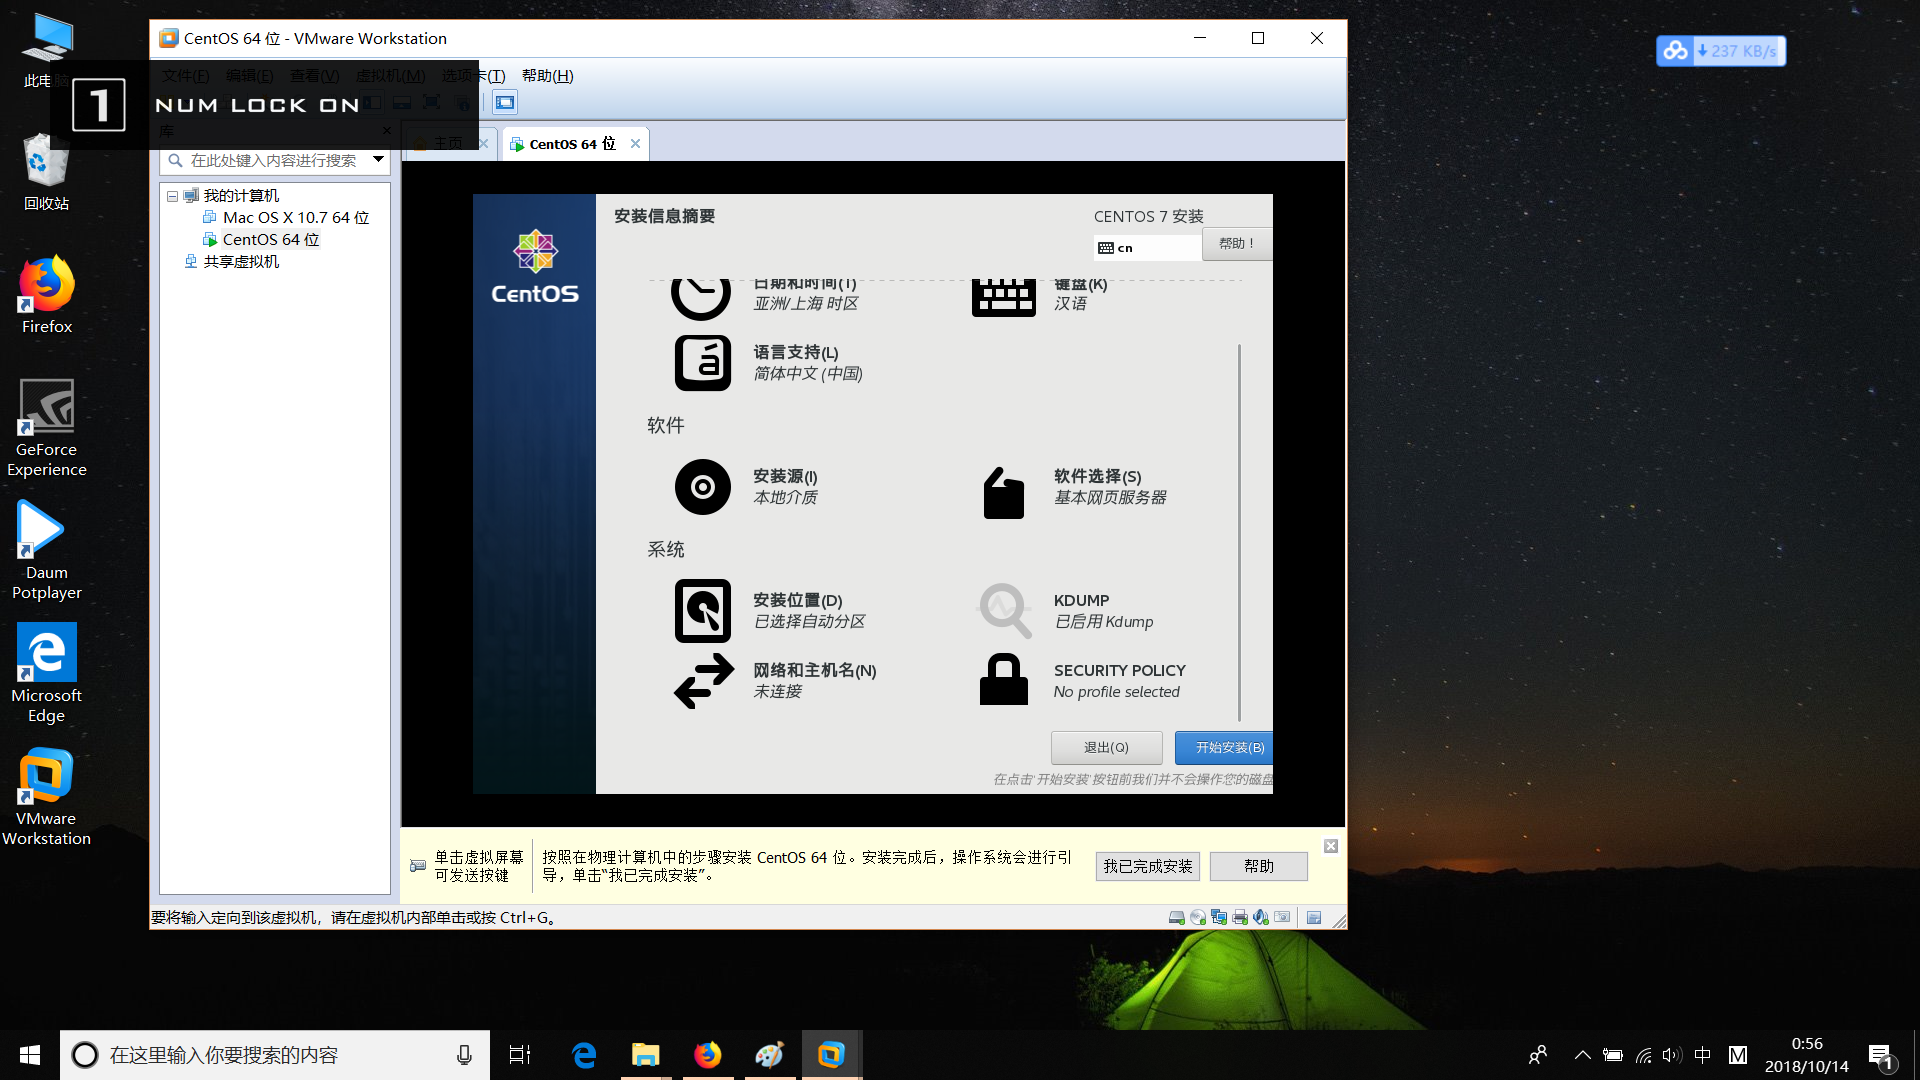 此电脑
回收站
Firefox
GeForce
Experience
Daum
Potplayer
Microsoft
Edge
VMware
Workstation
CentOS 64 位 - VMware Workstation
文件(F) 编辑(E) 查看(V) 虚拟机(M) 选项卡(T) 帮助(H)
1 NUM LOCK ON
库
主页
CentOS 64 位
在此处键入内容进行搜索
我的计算机
Mac OS X 10.7 64 位
CentOS 64 位
共享虚拟机
CentOS
安装信息摘要
CENTOS 7 安装
cn
帮助！
日期和时间(T)
亚洲/上海 时区
键盘(K)
汉语
语言支持(L)
简体中文 (中国)
软件
安装源(I)
本地介质
软件选择(S)
基本网页服务器
系统
安装位置(D)
已选择自动分区
KDUMP
已启用 Kdump
网络和主机名(N)
未连接
SECURITY POLICY
No profile selected
退出(Q)
开始安装(B)
在点击'开始安装'按钮前我们并不会操作您的磁盘
单击虚拟屏幕
可发送按键
按照在物理计算机中的步骤安装 CentOS 64 位。安装完成后，操作系统会进行引
导，单击“我已完成安装”。
我已完成安装
帮助
要将输入定向到该虚拟机，请在虚拟机内部单击或按 Ctrl+G。
237 KB/s
在这里输入你要搜索的内容
中
M
0:56
2018/10/14
1